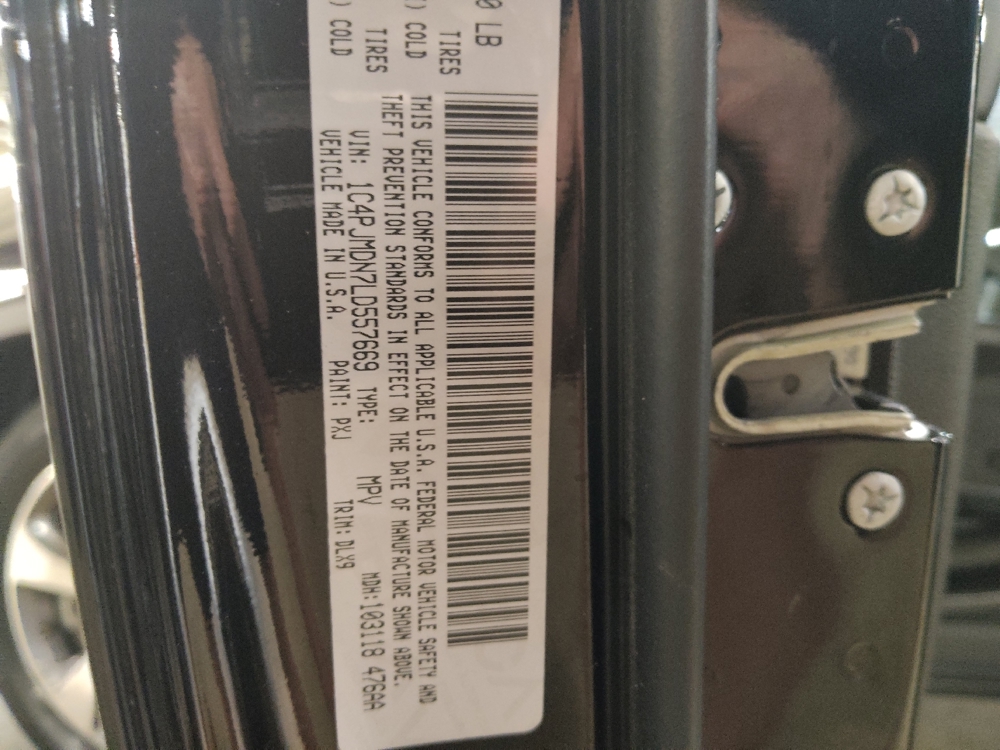 0 LB
TIRES
) COLD
TIRES
) COLD
THIS VEHICLE CONFORMS TO ALL APPLICABLE U.S.A. FEDERAL MOTOR VEHICLE SAFETY AND
THEFT PREVENTION STANDARDS IN EFFECT ON THE DATE OF MANUFACTURE SHOWN ABOVE.
VIN: 1C4PJMDN7LD557669 TYPE: MPV MDH:103118 476AA
VEHICLE MADE IN U.S.A. PAINT: PXJ TRIM: DLX9